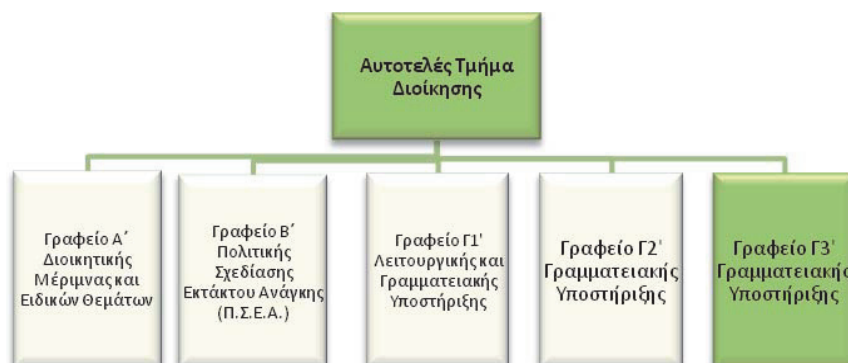 Αυτοτελές Τμήμα
Διοίκησης
Γραφείο Α΄
Διοικητικής
Μέριμνας και
Ειδικών Θεμάτων
Γραφείο Β΄
Πολιτικής
Σχεδίασης
Εκτάκτου Ανάγκης
(Π.Σ.Ε.Α.)
Γραφείο Γ1'
Λειτουργικής και
Γραμματειακής
Υποστήριξης
Γραφείο Γ2'
Γραμματειακής
Υποστήριξης
Γραφείο Γ3'
Γραμματειακής
Υποστήριξης